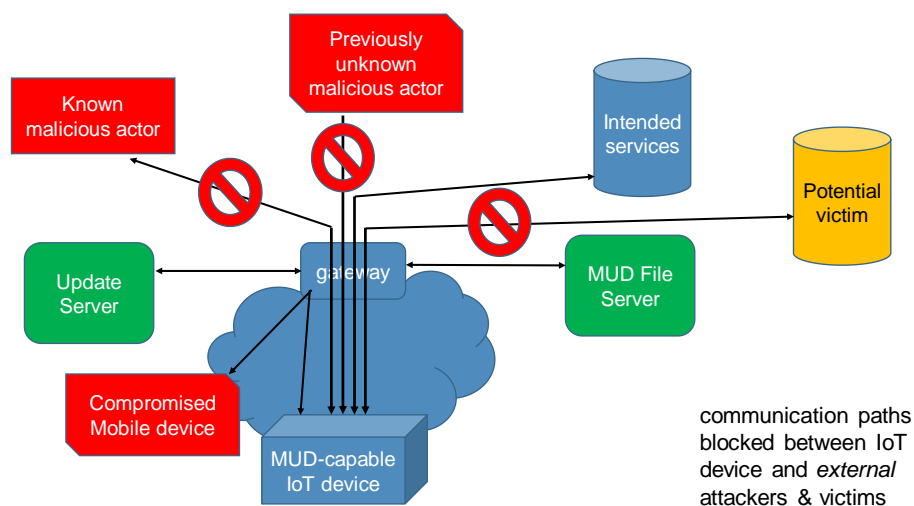 Previously
unknown
malicious actor
Known
malicious actor
Intended
services
Potential
victim
Update
Server
gateway
MUD File
Server
Compromised
Mobile device
MUD-capable
IoT device
communication paths
blocked between IoT
device and external
attackers & victims